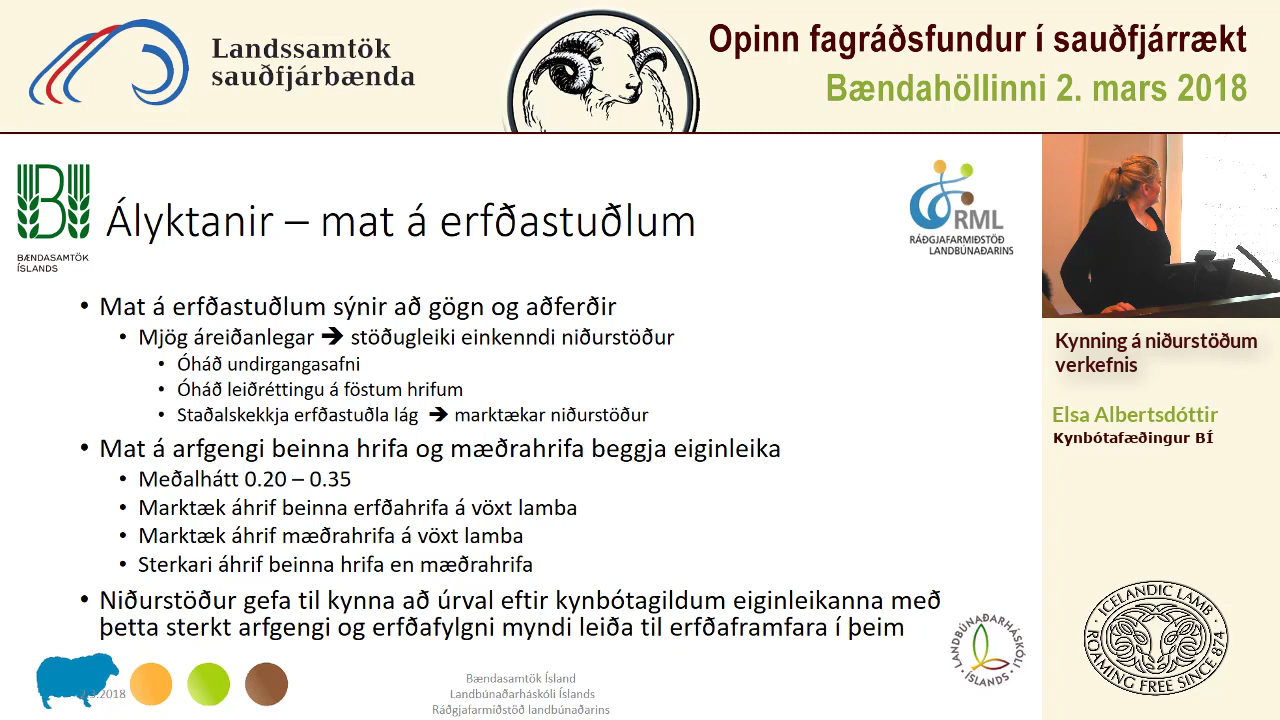 Landssamtök
sauðfjárbænda
Opinn fagráðsfundur í sauðfjárrækt
Bændahöllinni 2. mars 2018
BÆNDASAMTÖK
ÍSLANDS
Ályktanir – mat á erfðastuðlum
RML
RÁÐGJAFARMIÐSTÖÐ
LANDBÚNAÐARINS
• Mat á erfðastuðlum sýnir að gögn og aðferðir
• Mjög áreiðanlegar ➔ stöðugleiki einkenndi niðurstöður
• Óháð undirgangasafni
• Óháð leiðréttingu á föstum hrifum
• Staðalskekkja erfðastuðla lág ➔ marktækar niðurstöður
• Mat á arfgengi beinna hrifa og mæðrahrifa beggja eiginleika
• Meðalhátt 0.20 – 0.35
• Marktæk áhrif beinna erfðahrifa á vöxt lamba
• Marktæk áhrif mæðrahrifa á vöxt lamba
• Sterkari áhrif beinna hrifa en mæðrahrifa
• Niðurstöður gefa til kynna að úrval eftir kynbótagildum eiginleikanna með
þetta sterkt arfgengi og erfðafylgni myndi leiða til erfðaframfara í þeim
2.3.2018
Bændasamtök Ísland
Landbúnaðarháskóli Íslands
Ráðgjafarmiðstöð landbúnaðarins
LANDBÚNAÐARHÁSKÓLI
· ÍSLANDS ·
Kynning á niðurstöðum
verkefnis
Elsa Albertsdóttir
Kynbótafæðingur BÍ
· ICELANDIC LAMB ·
ROAMING FREE SINCE 874